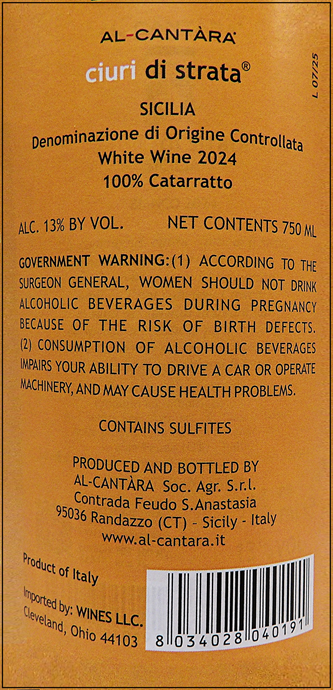 AL-CANTÀRA®
ciuri di strata®
L 07/25
SICILIA
Denominazione di Origine Controllata
White Wine 2024
100% Catarratto
ALC. 13% BY VOL. NET CONTENTS 750 ML
GOVERNMENT WARNING:(1) ACCORDING TO THE
SURGEON GENERAL, WOMEN SHOULD NOT DRINK
ALCOHOLIC BEVERAGES DURING PREGNANCY
BECAUSE OF THE RISK OF BIRTH DEFECTS.
(2) CONSUMPTION OF ALCOHOLIC BEVERAGES
IMPAIRS YOUR ABILITY TO DRIVE A CAR OR OPERATE
MACHINERY, AND MAY CAUSE HEALTH PROBLEMS.
CONTAINS SULFITES
PRODUCED AND BOTTLED BY
AL-CANTÀRA Soc. Agr. S.r.l.
Contrada Feudo S.Anastasia
95036 Randazzo (CT) - Sicily - Italy
www.al-cantara.it
Product of Italy
Imported by: WINES LLC.
Cleveland, Ohio 44103
8 034028 040191